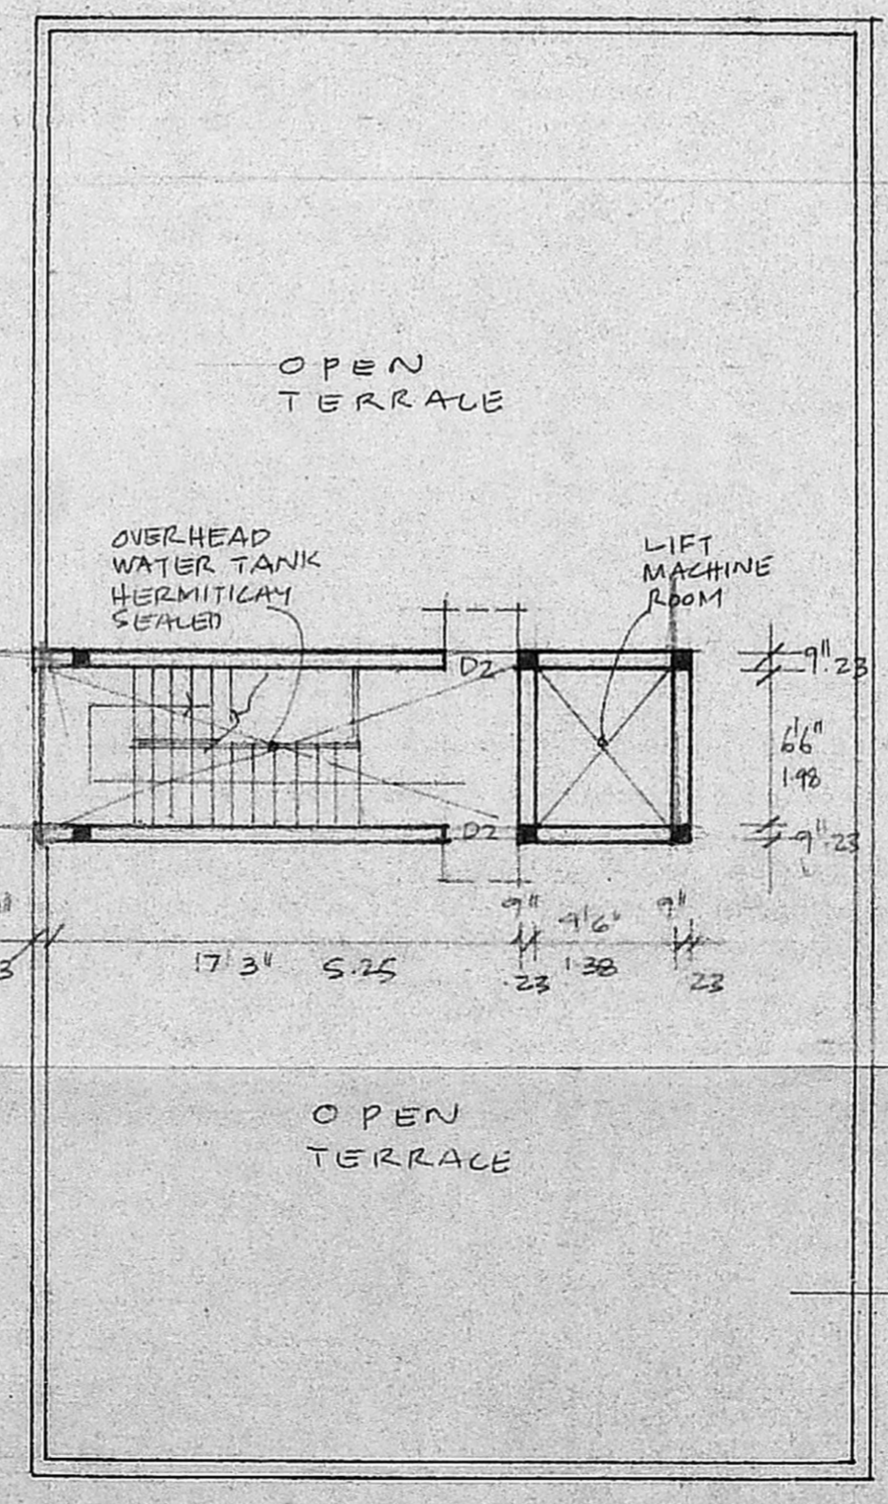 OPEN
TERRACE
OVERHEAD
WATER TANK
HERMITICAY
SEALED
LIFT
MACHINE
ROOM
D2
9" .23
6'6"
1.98
D2
9" .23
9" 9'6" 9"
17'3" 5.25 .23 1.38 23
OPEN
TERRACE